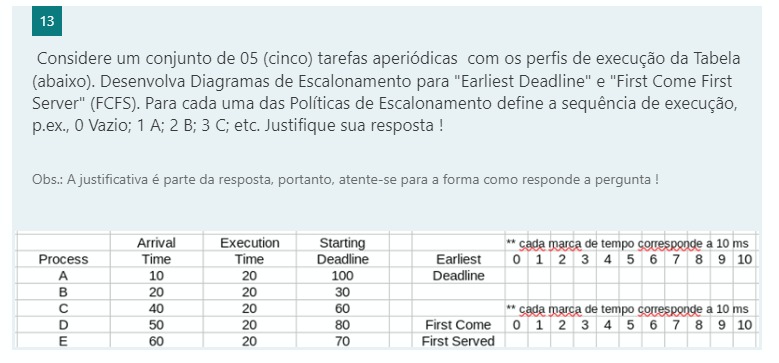 13
Considere um conjunto de 05 (cinco) tarefas aperiódicas com os perfis de execução da Tabela
(abaixo). Desenvolva Diagramas de Escalonamento para "Earliest Deadline" e "First Come First
Server" (FCFS). Para cada uma das Políticas de Escalonamento define a sequência de execução,
p.ex., 0 Vazio; 1 A; 2 B; 3 C; etc. Justifique sua resposta !
Obs.: A justificativa é parte da resposta, portanto, atente-se para a forma como responde a pergunta !
Arrival Execution Starting ** cada marca de tempo corresponde a 10 ms
Process Time Time Deadline Earliest 0 1 2 3 4 5 6 7 8 9 10
A 10 20 100 Deadline
B 20 20 30
C 40 20 60 ** cada marca de tempo corresponde a 10 ms
D 50 20 80 First Come 0 1 2 3 4 5 6 7 8 9 10
E 60 20 70 First Served